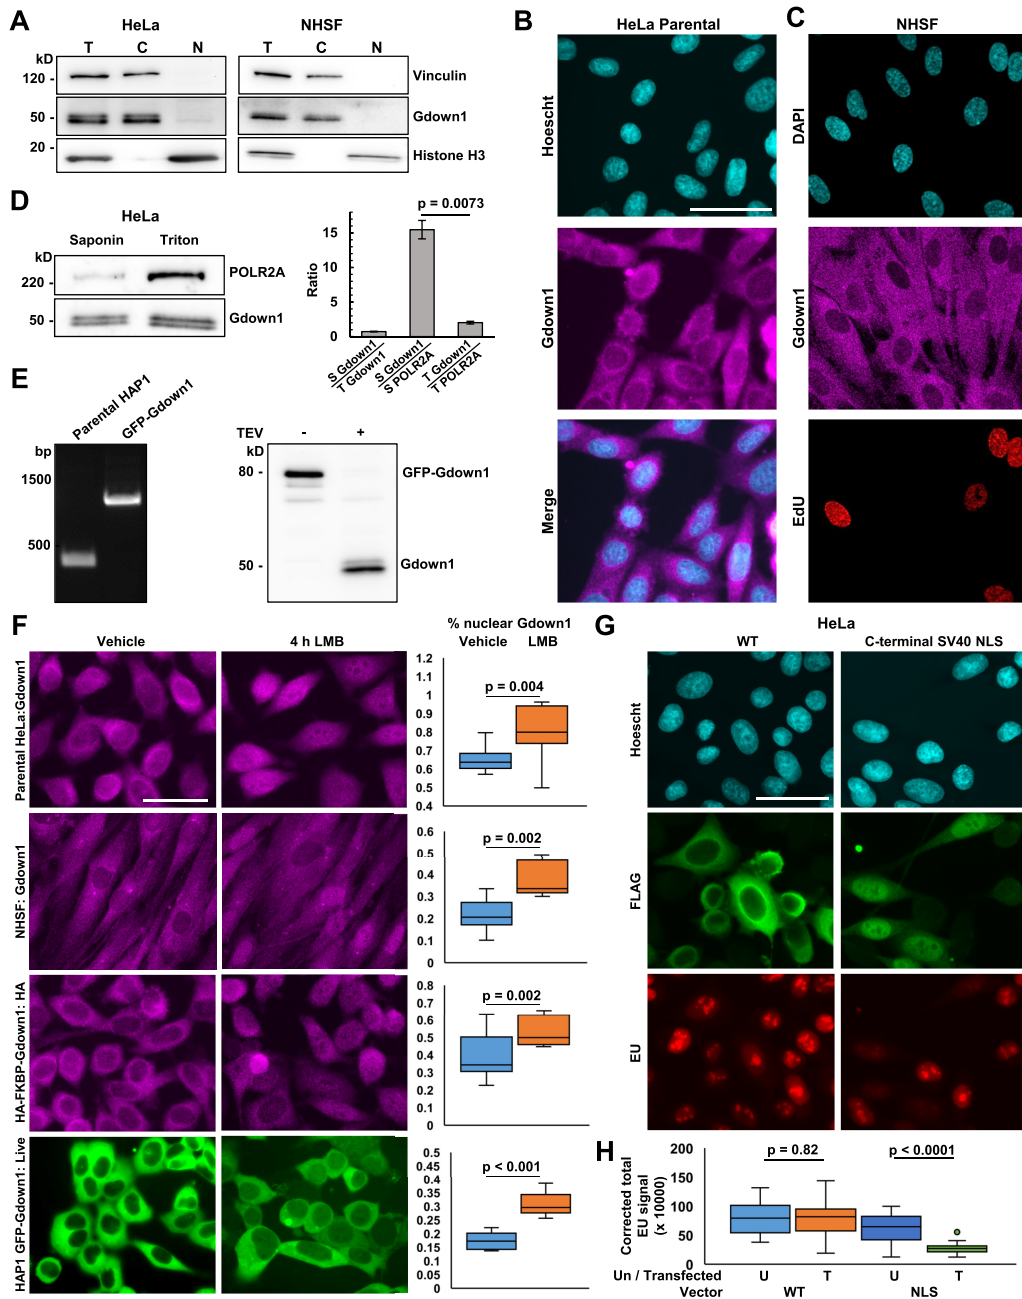 A
HeLa
NHSF
T C N
T C N
kD
120 -
Vinculin
50 -
Gdown1
20 -
Histone H3
B
HeLa Parental
Hoescht
Gdown1
Merge
C
NHSF
DAPI
Gdown1
EdU
D
HeLa
Saponin Triton
kD
220 -
POLR2A
50 -
Gdown1
p = 0.0073
Ratio
15
10
5
0
S Gdown1
T Gdown1
S Gdown1
S POLR2A
T Gdown1
T POLR2A
E
Parental HAP1
GFP-Gdown1
bp
1500
500
TEV - +
kD
80 -
GFP-Gdown1
50 -
Gdown1
F
Vehicle
4 h LMB
% nuclear Gdown1
Vehicle LMB
Parental HeLa:Gdown1
1.2
1
0.9
0.8
0.7
0.6
0.5
0.4
p = 0.004
NHSF: Gdown1
0.6
0.5
0.4
0.3
0.2
0.1
0
p = 0.002
HA-FKBP-Gdown1: HA
0.8
0.7
0.6
0.5
0.4
0.3
0.2
0.1
0
p = 0.002
HAP1 GFP-Gdown1: Live
0.5
0.45
0.4
0.35
0.3
0.25
0.2
0.15
0.1
0.05
0
p < 0.001
G
HeLa
WT
C-terminal SV40 NLS
Hoescht
FLAG
EU
H
Corrected total
EU signal
(x 10000)
200
150
100
50
0
p = 0.82
p < 0.0001
Un / Transfected U T U T
Vector WT NLS